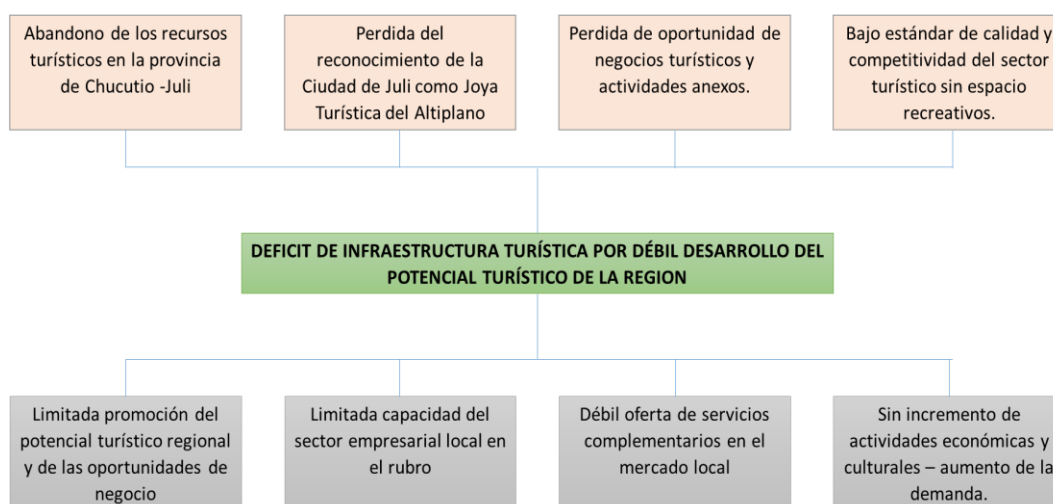 Abandono de los recursos
turísticos en la provincia
de Chucutio -Juli
Perdida del
reconocimiento de la
Ciudad de Juli como Joya
Turística del Altiplano
Perdida de oportunidad de
negocios turísticos y
actividades anexos.
Bajo estándar de calidad y
competitividad del sector
turístico sin espacio
recreativos.
DEFICIT DE INFRAESTRUCTURA TURÍSTICA POR DÉBIL DESARROLLO DEL
POTENCIAL TURÍSTICO DE LA REGION
Limitada promoción del
potencial turístico regional
y de las oportunidades de
negocio
Limitada capacidad del
sector empresarial local en
el rubro
Débil oferta de servicios
complementarios en el
mercado local
Sin incremento de
actividades económicas y
culturales – aumento de la
demanda.